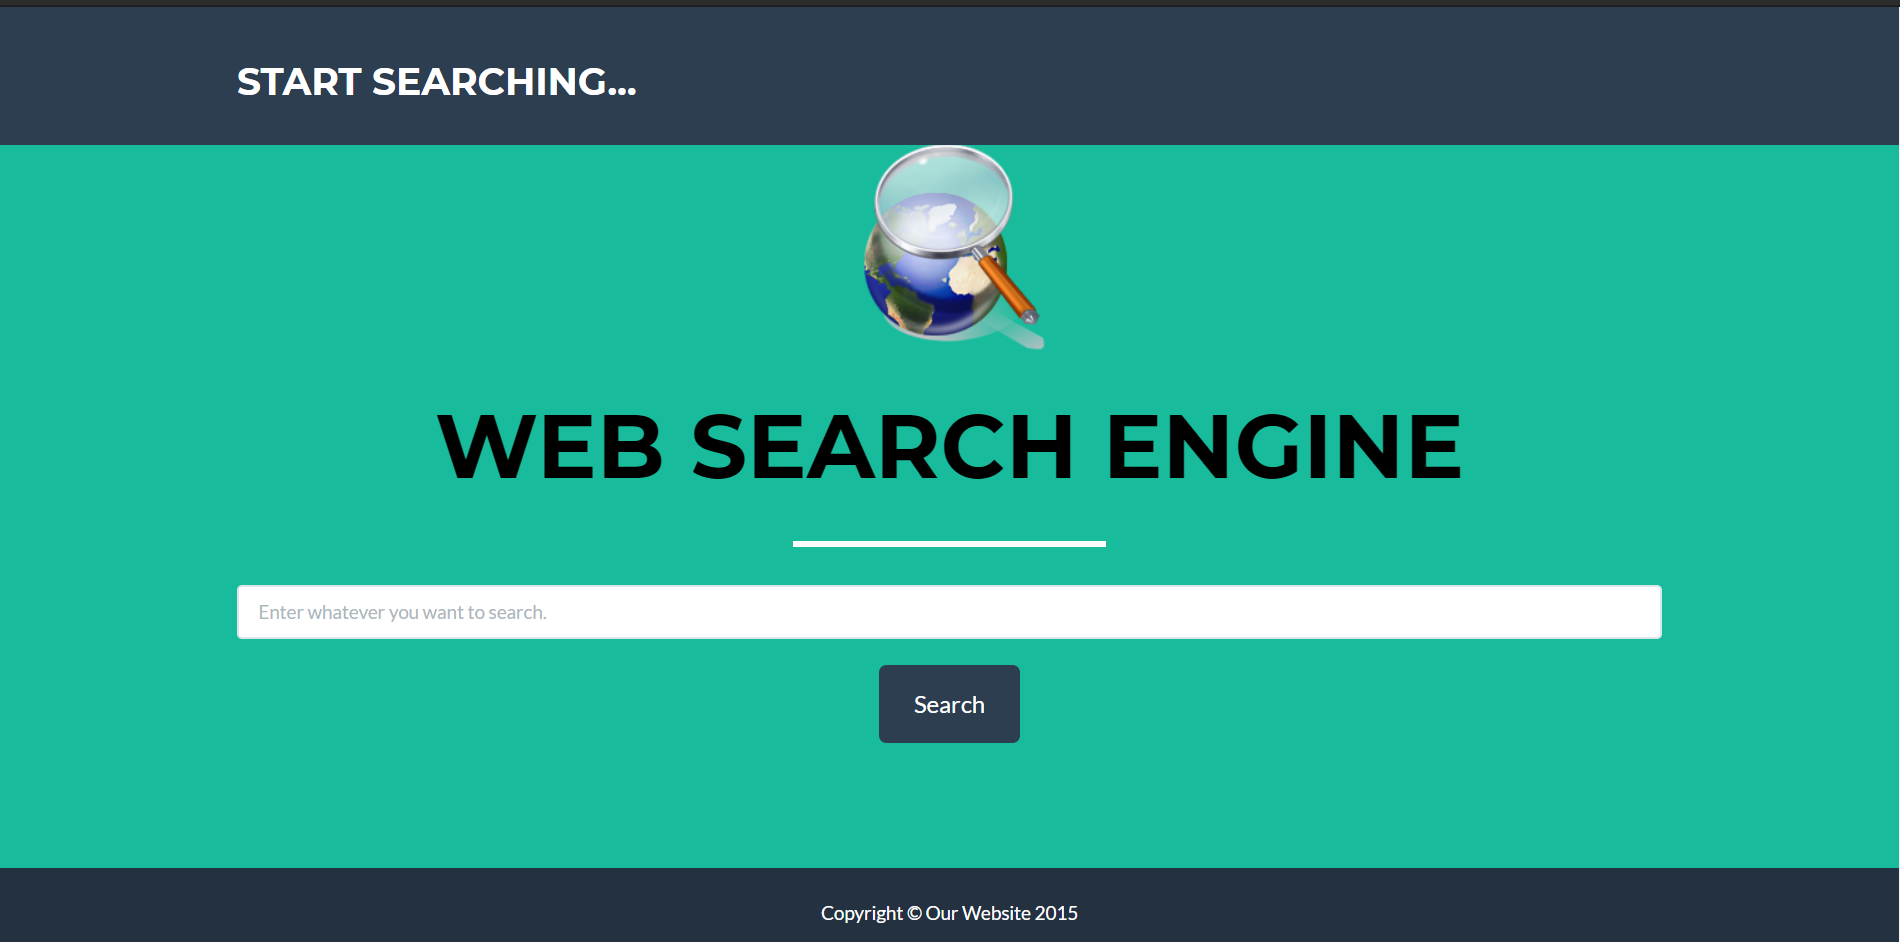 START SEARCHING...
WEB SEARCH ENGINE
Enter whatever you want to search.
Search
Copyright © Our Website 2015